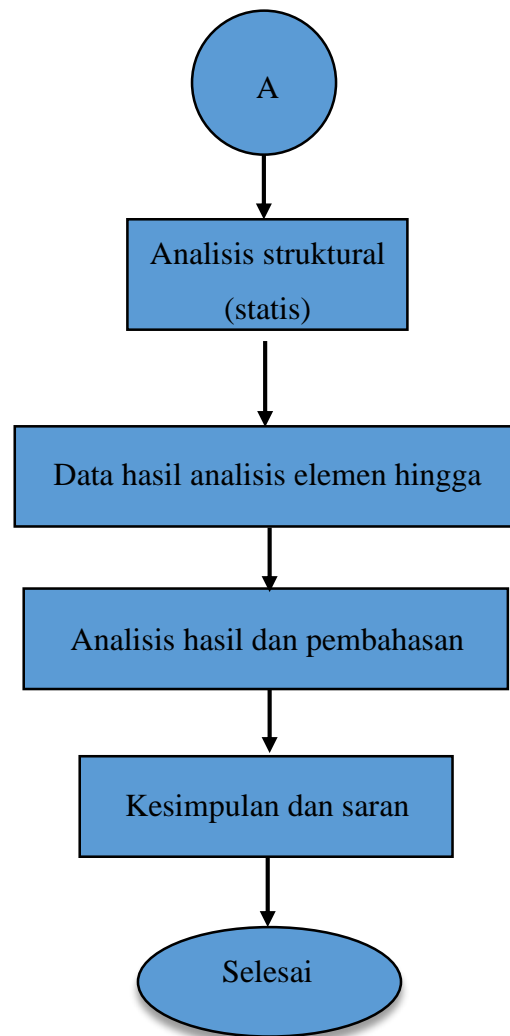 A
Analisis struktural
(statis)
Data hasil analisis elemen hingga
Analisis hasil dan pembahasan
Kesimpulan dan saran
Selesai